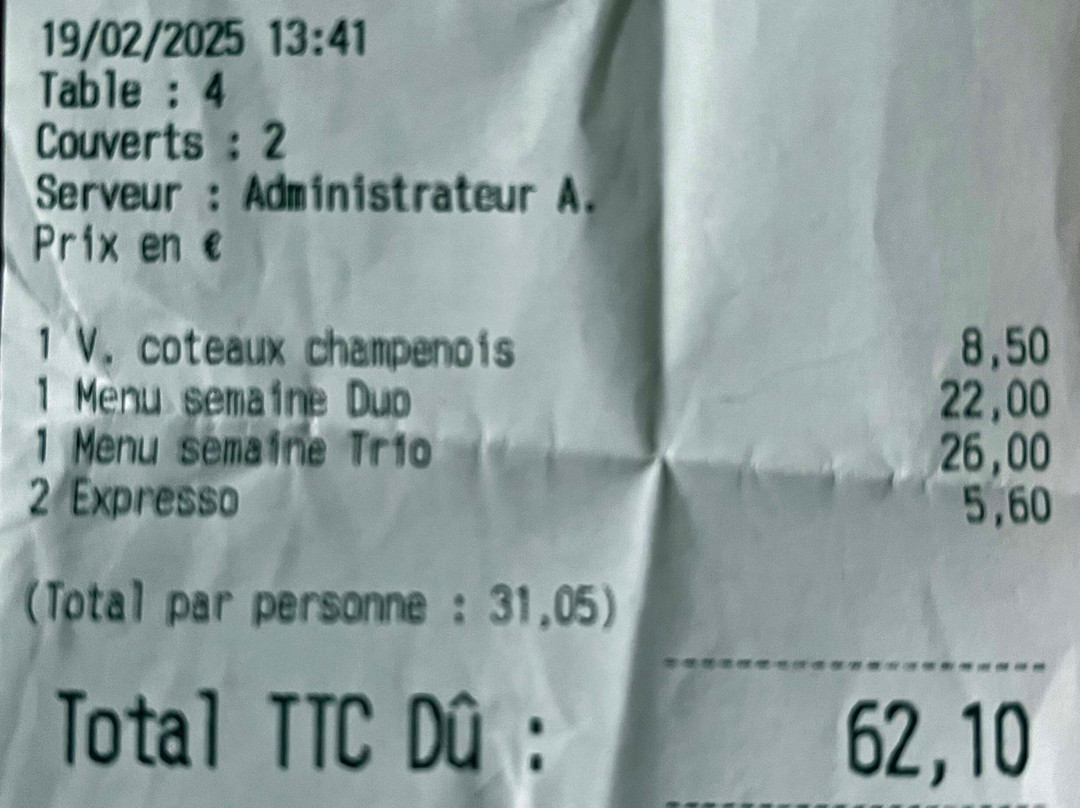 19/02/2025 13:41
Table : 4
Couverts : 2
Serveur : Administrateur A.
Prix en €
1 V. coteaux champenois 8,50
1 Menu semaine Duo 22,00
1 Menu semaine Trio 26,00
2 Expresso 5,60
(Total par personne : 31,05)
Total TTC Dû : 62,10